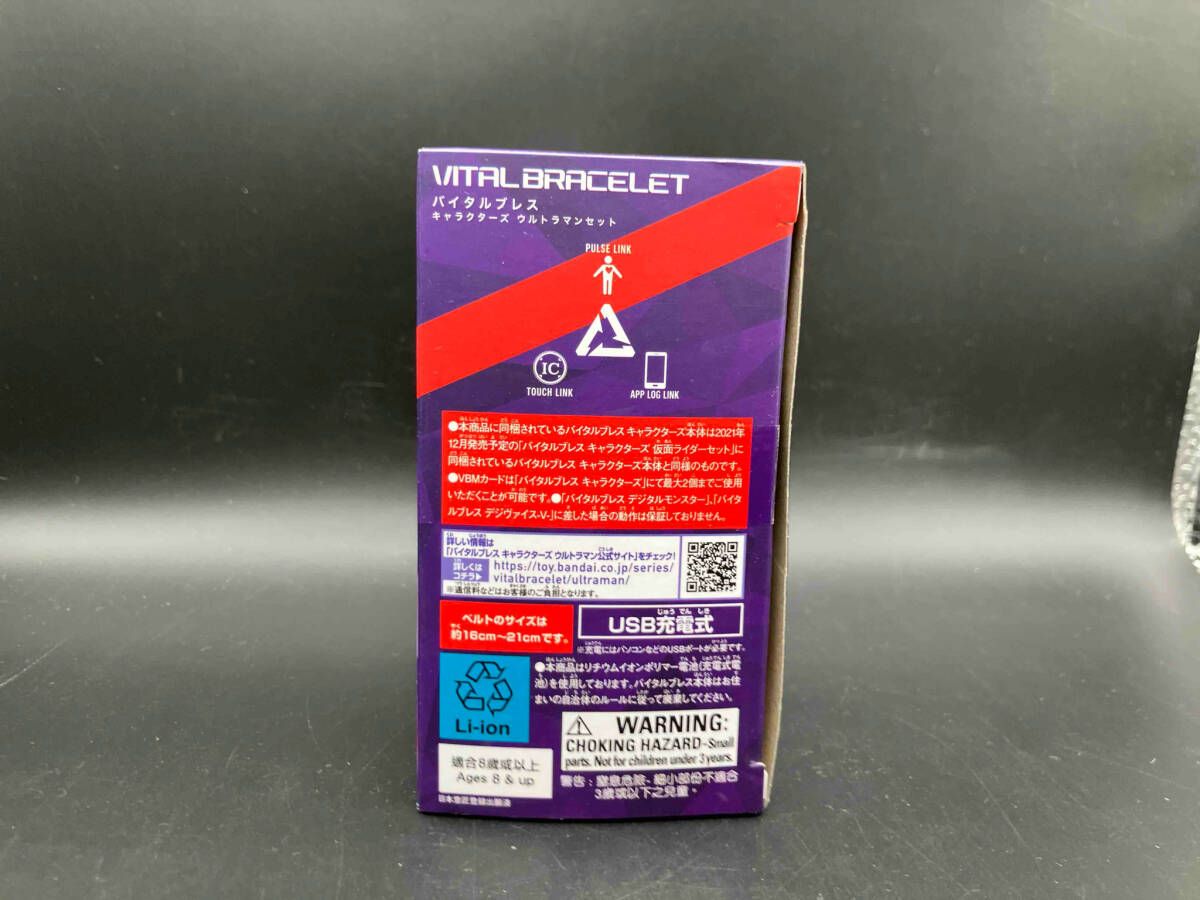 VITAL BRACELET
バイタルブレス
キャラクターズ ウルトラマンセット
PULSE LINK
IC
TOUCH LINK
APP LOG LINK
●本商品に同梱されているバイタルブレス キャラクターズ本体は2021年
12月発売予定の「バイタルブレス キャラクターズ 仮面ライダーセット」に
同梱されているバイタルブレス キャラクターズ本体と同様のものです。
●VBMカードは「バイタルブレス キャラクターズ」にて最大2個までご使用
いただくことが可能です。●「バイタルブレス デジタルモンスター」、「バイタ
ルブレス デジヴァイス-V-」に差した場合の動作は保証しておりません。
詳しい情報は
「バイタルブレス キャラクターズ ウルトラマン公式サイト」をチェック!
詳しくは
コチラ▶
https://toy.bandai.co.jp/series/
vitalbracelet/ultraman/
※通信料などはお客様のご負担となります。
ベルトのサイズは
約16cm〜21cmです。
USB充電式
※充電にはパソコンなどのUSBポートが必要です。
●本商品はリチウムイオンポリマー電池(充電式電
池)を使用しております。バイタルブレス本体はお住
まいの自治体のルールに従って廃棄してください。
Li-ion
WARNING:
CHOKING HAZARD-Small
parts. Not for children under 3 years.
適合8歲或以上
Ages 8 & up
警告：窒息危險-細小部份不適合
3歲或以下之兒童。
日本意匠登録出願済